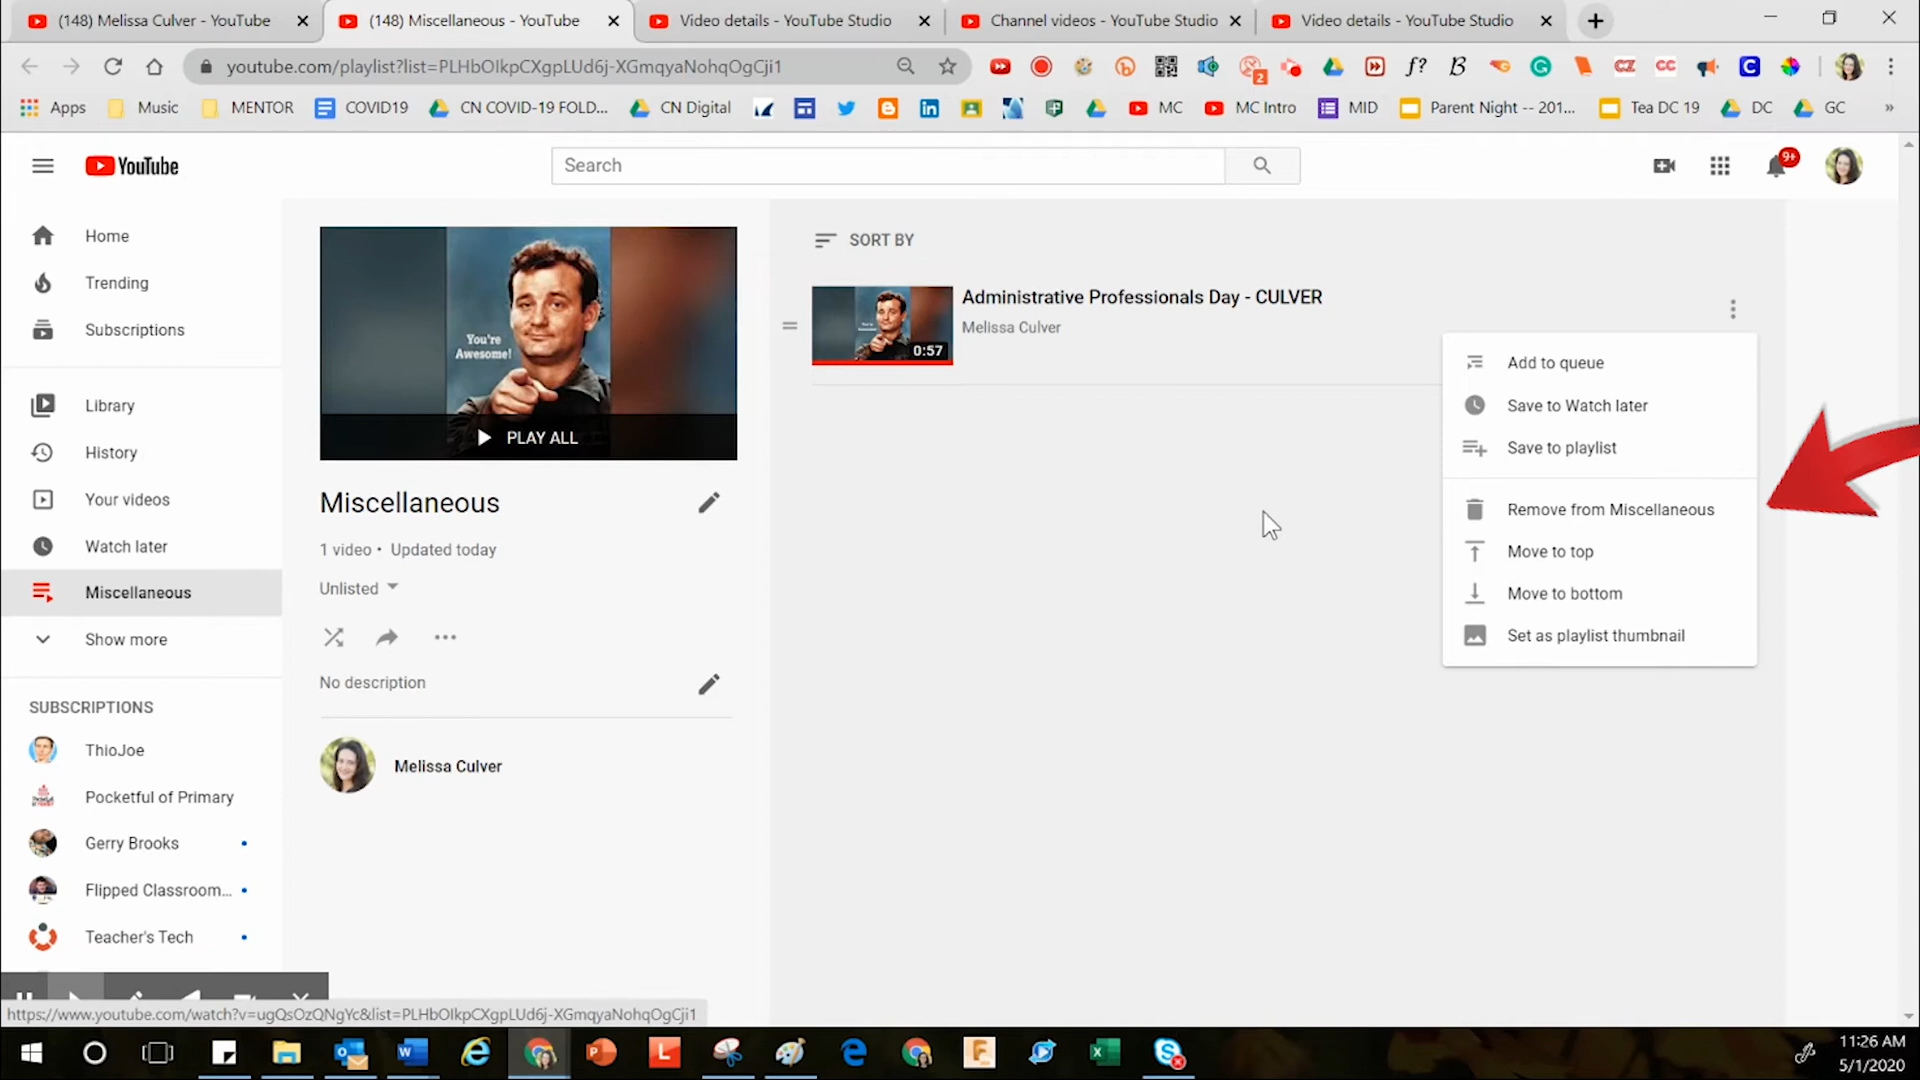 (148) Melissa Culver - YouTube
(148) Miscellaneous - YouTube
Video details - YouTube Studio
Channel videos - YouTube Studio
Video details - YouTube Studio
youtube.com/playlist?list=PLHbOIkpCXgpLUd6j-XGmqyaNohqOgCji1
2
f?
B
CZ
CC
C
Apps
Music
MENTOR
COVID19
CN COVID-19 FOLD...
CN Digital
MC
MC Intro
MID
Parent Night -- 201...
Tea DC 19
DC
GC
»
YouTube
Search
9+
Home
Trending
Subscriptions
Library
History
Your videos
Watch later
Miscellaneous
Show more
SUBSCRIPTIONS
ThioJoe
Pocketful of Primary
Gerry Brooks
Flipped Classroom...
Teacher's Tech
You're
Awesome!
PLAY ALL
Miscellaneous
1 video • Updated today
Unlisted
No description
Melissa Culver
SORT BY
0:57
Administrative Professionals Day - CULVER
Melissa Culver
Add to queue
Save to Watch later
Save to playlist
Remove from Miscellaneous
Move to top
Move to bottom
Set as playlist thumbnail
https://www.youtube.com/watch?v=ugQsOzQNgYc&list=PLHbOIkpCXgpLUd6j-XGmqyaNohqOgCji1
11:26 AM
5/1/2020